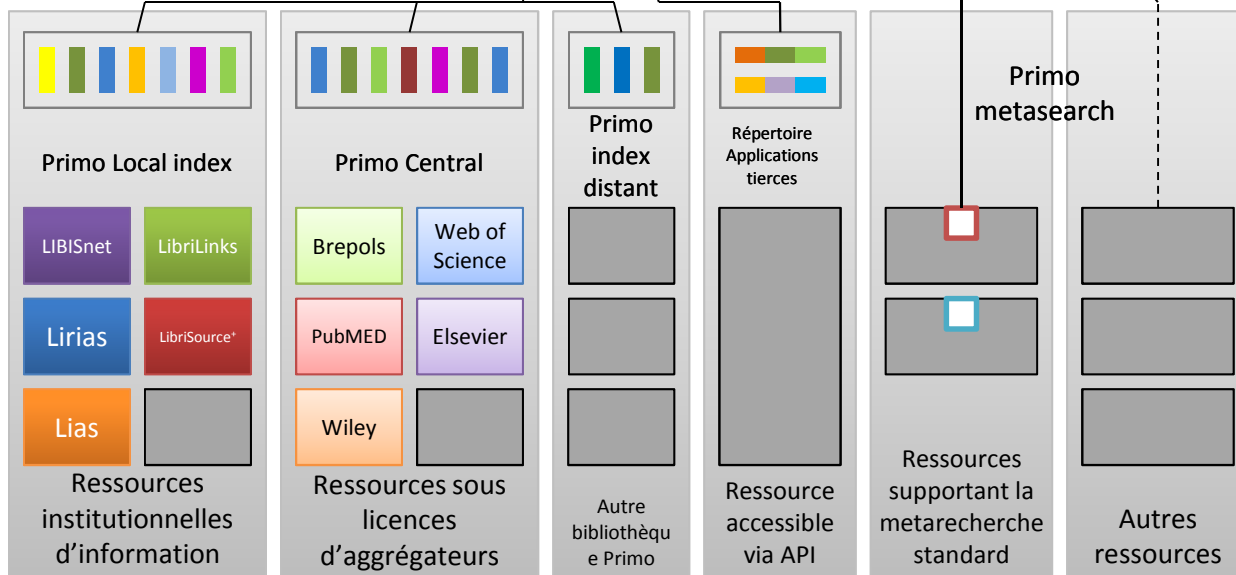 Primo Local index
LIBISnet
LibriLinks
Lirias
LibriSource⁺
Lias
Ressources
institutionnelles
d’information
Primo Central
Brepols
Web of
Science
PubMED
Elsevier
Wiley
Ressources sous
licences
d’aggrégateurs
Primo
index
distant
Autre
bibliothèqu
e Primo
Répertoire
Applications
tierces
Ressource
accessible
via API
Primo
metasearch
Ressources
supportant la
metarecherche
standard
Autres
ressources